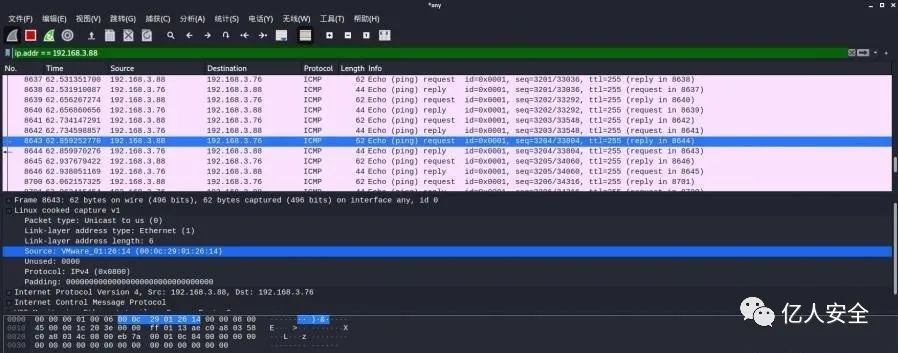 *any
文件(F) 编辑(E) 视图(V) 跳转(G) 捕获(C) 分析(A) 统计(S) 电话(Y) 无线(W) 工具(T) 帮助(H)
ip.addr == 192.168.3.88
No. Time Source Destination Protocol Length Info
8637 62.531351700 192.168.3.88 192.168.3.76 ICMP 62 Echo (ping) request id=0x0001, seq=3201/33036, ttl=255 (reply in 8638)
8638 62.531910087 192.168.3.76 192.168.3.88 ICMP 44 Echo (ping) reply id=0x0001, seq=3201/33036, ttl=255 (request in 8637)
8639 62.656267274 192.168.3.88 192.168.3.76 ICMP 62 Echo (ping) request id=0x0001, seq=3202/33292, ttl=255 (reply in 8640)
8640 62.656860656 192.168.3.76 192.168.3.88 ICMP 44 Echo (ping) reply id=0x0001, seq=3202/33292, ttl=255 (request in 8639)
8641 62.734147291 192.168.3.88 192.168.3.76 ICMP 62 Echo (ping) request id=0x0001, seq=3203/33548, ttl=255 (reply in 8642)
8642 62.734598857 192.168.3.76 192.168.3.88 ICMP 44 Echo (ping) reply id=0x0001, seq=3203/33548, ttl=255 (request in 8641)
8643 62.859252770 192.168.3.88 192.168.3.76 ICMP 62 Echo (ping) request id=0x0001, seq=3204/33804, ttl=255 (reply in 8644)
8644 62.859970276 192.168.3.76 192.168.3.88 ICMP 44 Echo (ping) reply id=0x0001, seq=3204/33804, ttl=255 (request in 8643)
8645 62.937679422 192.168.3.88 192.168.3.76 ICMP 62 Echo (ping) request id=0x0001, seq=3205/34060, ttl=255 (reply in 8646)
8646 62.938051169 192.168.3.76 192.168.3.88 ICMP 44 Echo (ping) reply id=0x0001, seq=3205/34060, ttl=255 (request in 8645)
8700 63.062157325 192.168.3.88 192.168.3.76 ICMP 62 Echo (ping) request id=0x0001, seq=3206/34316, ttl=255 (reply in 8701)
Frame 8643: 62 bytes on wire (496 bits), 62 bytes captured (496 bits) on interface any, id 0
Linux cooked capture v1
Packet type: Unicast to us (0)
Link-layer address type: Ethernet (1)
Link-layer address length: 6
Source: VMware_01:26:14 (00:0c:29:01:26:14)
Unused: 0000
Protocol: IPv4 (0x0800)
Padding: 00000000000000000000000000000000
Internet Protocol Version 4, Src: 192.168.3.88, Dst: 192.168.3.76
Internet Control Message Protocol
0000 00 00 00 01 00 06 00 0c 29 01 26 14 00 00 08 00
0010 45 00 00 1c 20 3e 00 00 ff 01 13 ae c0 a8 03 58
0020 c0 a8 03 4c 08 00 eb 7a 00 01 0c 84 00 00 00 00
0030 00 00 00 00 00 00 00 00 00 00 00 00 00 00
亿人安全